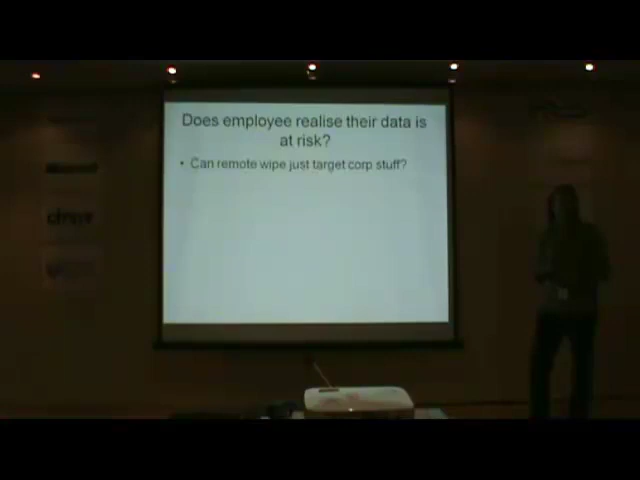 Does employee realise their data is
at risk?
• Can remote wipe just target corp stuff?